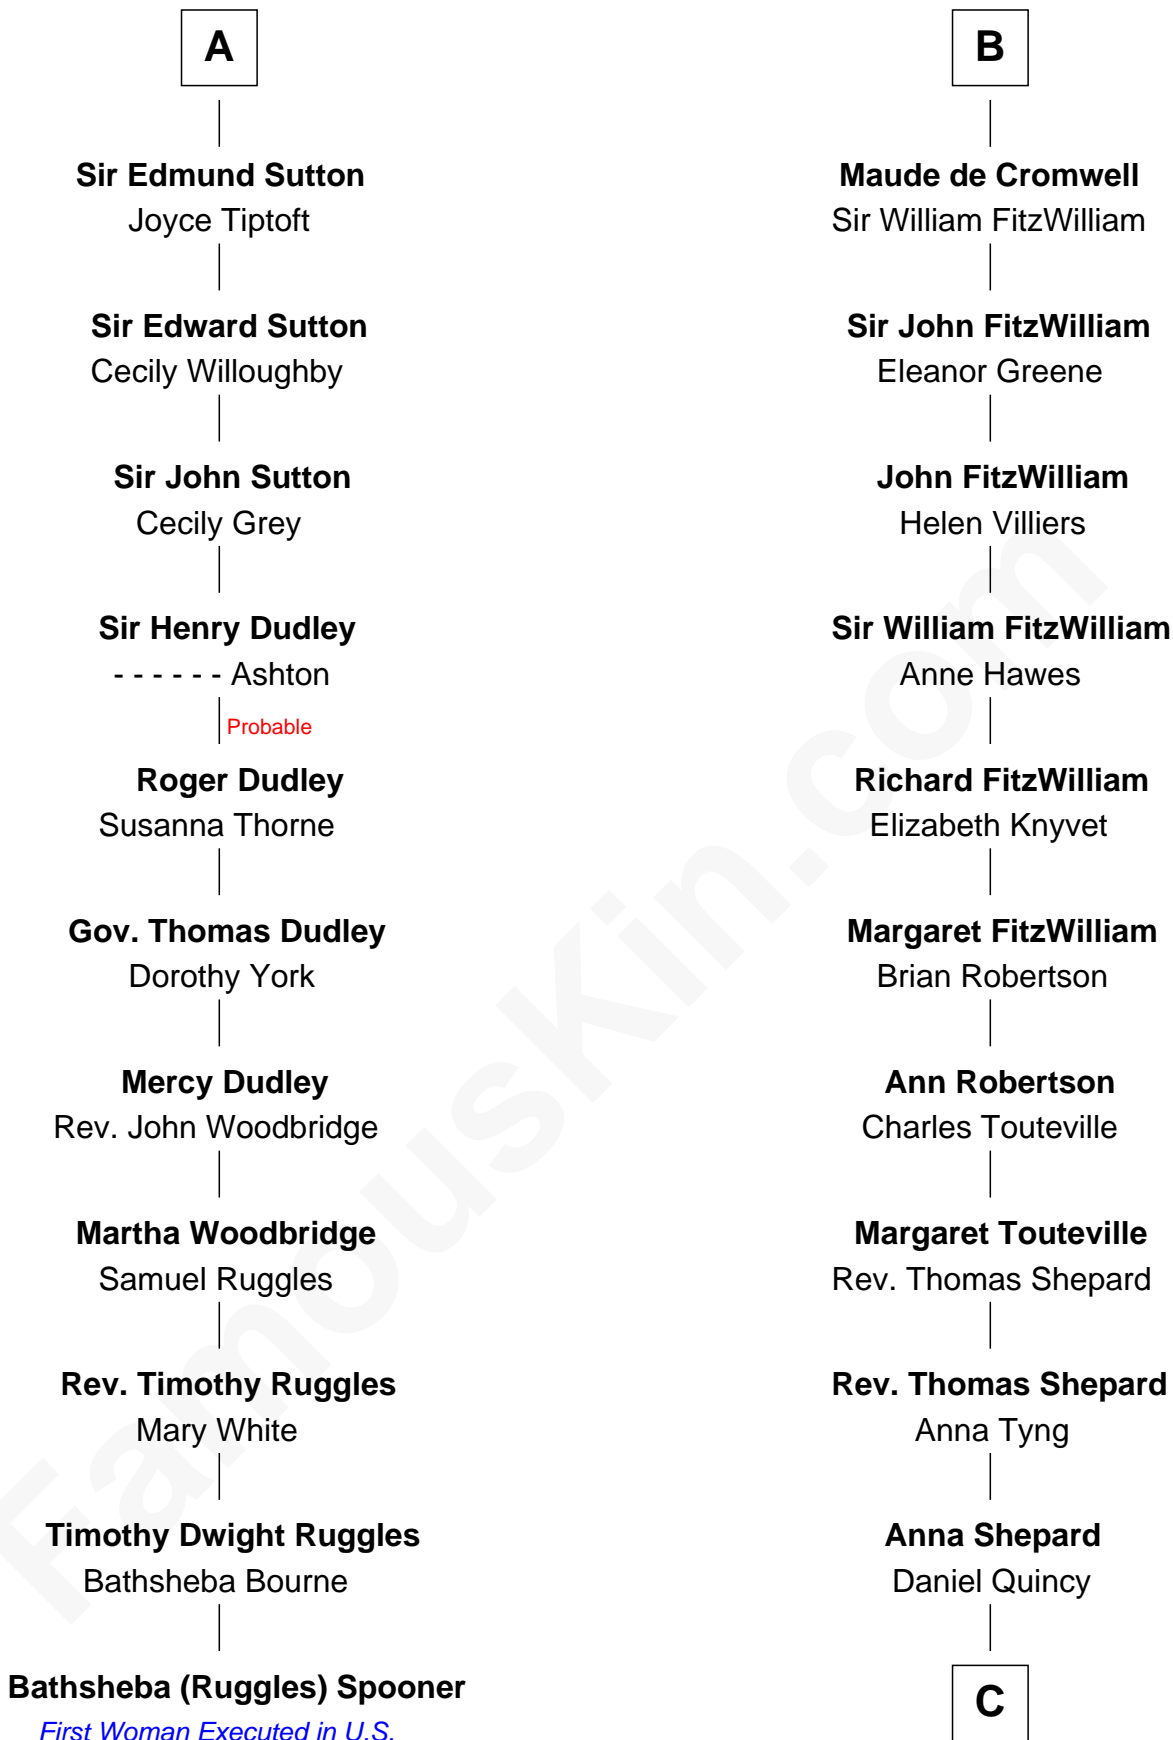 A
Sir Edmund Sutton
Joyce Tiptoft
Sir Edward Sutton
Cecily Willoughby
Sir John Sutton
Cecily Grey
Sir Henry Dudley
- - - - - - Ashton
Probable
Roger Dudley
Susanna Thorne
Gov. Thomas Dudley
Dorothy York
Mercy Dudley
Rev. John Woodbridge
Martha Woodbridge
Samuel Ruggles
Rev. Timothy Ruggles
Mary White
Timothy Dwight Ruggles
Bathsheba Bourne
Bathsheba (Ruggles) Spooner
First Woman Executed in U.S.
B
Maude de Cromwell
Sir William FitzWilliam
Sir John FitzWilliam
Eleanor Greene
John FitzWilliam
Helen Villiers
Sir William FitzWilliam
Anne Hawes
Richard FitzWilliam
Elizabeth Knyvet
Margaret FitzWilliam
Brian Robertson
Ann Robertson
Charles Touteville
Margaret Touteville
Rev. Thomas Shepard
Rev. Thomas Shepard
Anna Tyng
Anna Shepard
Daniel Quincy
C
FamousKin.com